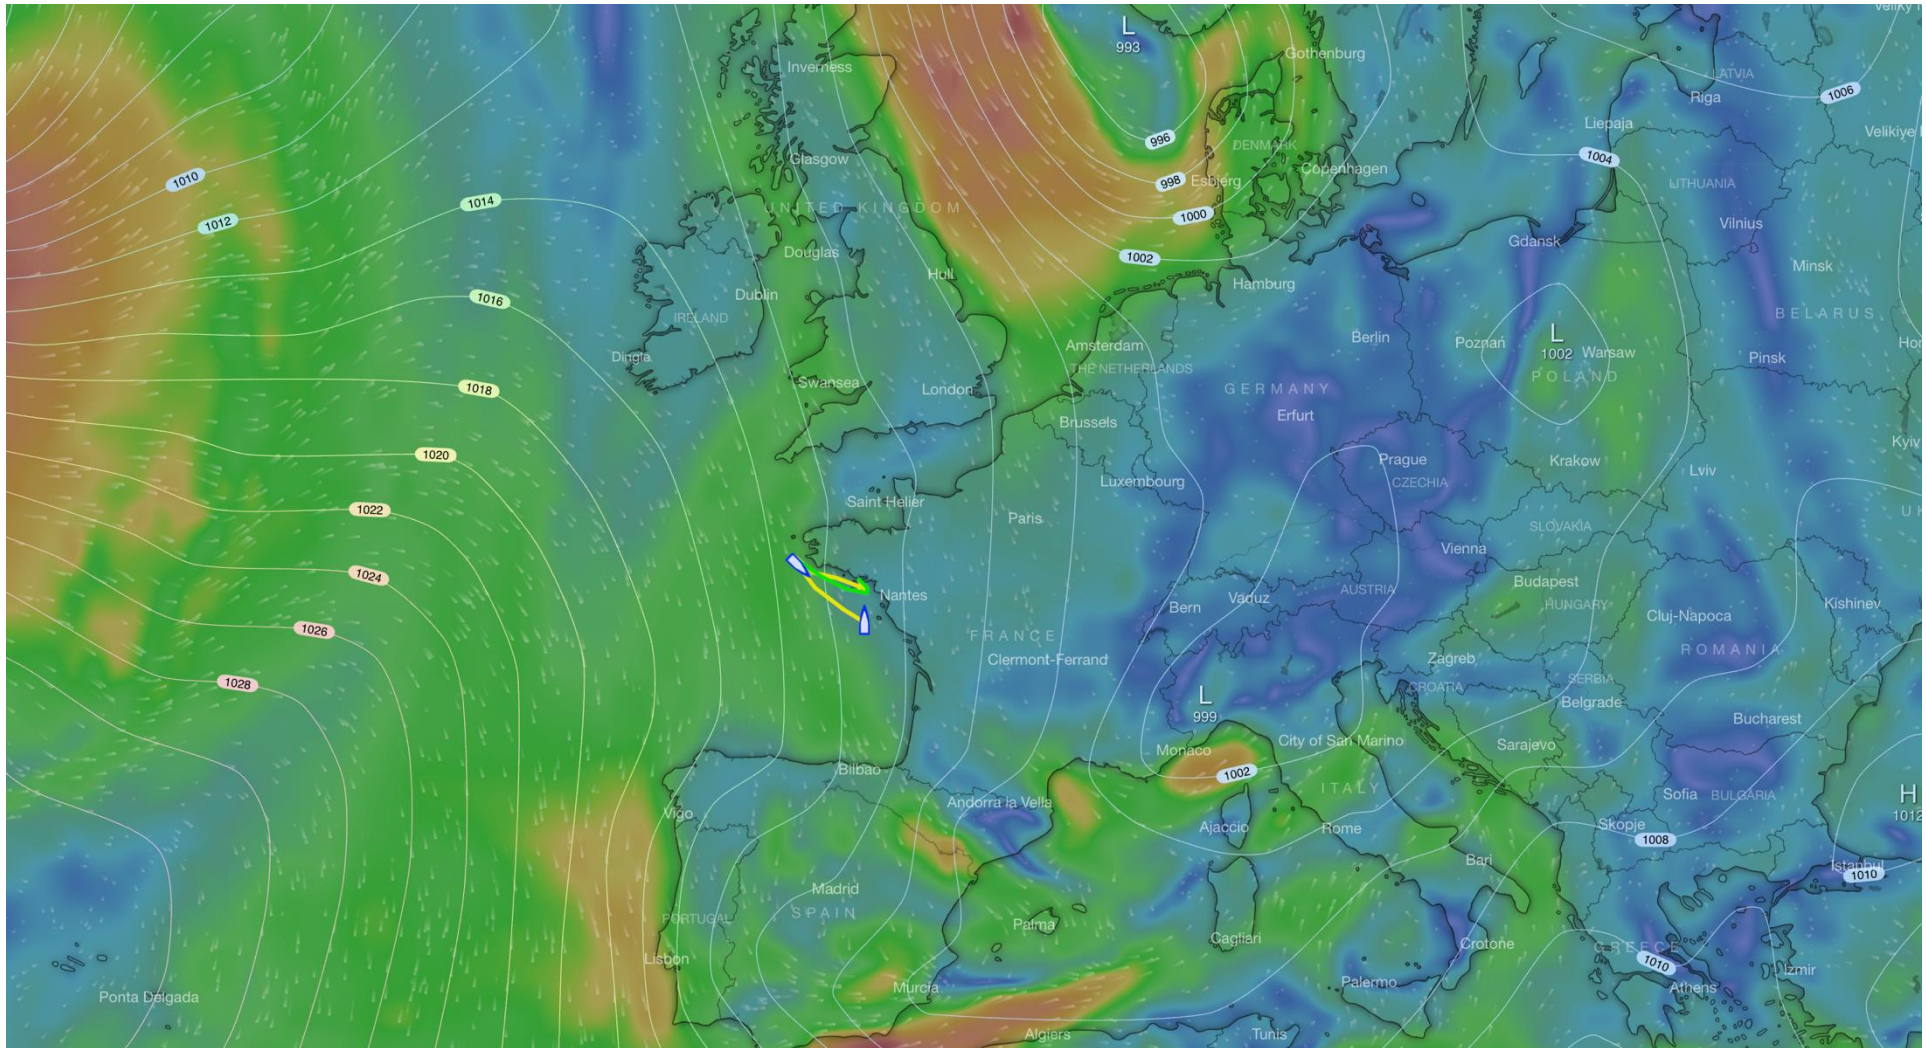 L
993
Veliky
Gothenburg
Inverness
LATVIA
1006
Riga
Liepaja
Velikiye
996
DENMARK
Glasgow
1004
Copenhagen
1010
998
Esbjerg
LITHUANIA
1014
UNITED KINGDOM
1012
1000
Vilnius
Gdansk
Douglas
1002
Minsk
Hull
Hamburg
Dublin
1016
BELARUS
IRELAND
L
1002
Berlin
Poznań
Warsaw
Amsterdam
Dingle
Pinsk
THE NETHERLANDS
POLAND
Swansea
1018
London
GERMANY
Erfurt
Brussels
Kyiv
1020
Prague
Krakow
Lviv
Luxembourg
CZECHIA
Saint Helier
1022
Paris
SLOVAKIA
Vienna
1024
Budapest
AUSTRIA
Nantes
Vaduz
Bern
HUNGARY
Kishinev
Cluj-Napoca
1026
FRANCE
ROMANIA
Clermont-Ferrand
Zagreb
SERBIA
1028
CROATIA
L
999
Belgrade
Bucharest
City of San Marino
Sarajevo
Monaco
Bilbao
1002
ITALY
Sofia
BULGARIA
H
1012
Andorra la Vella
Vigo
Ajaccio
Rome
Skopje
1008
Bari
Istanbul
1010
Madrid
SPAIN
PORTUGAL
Palma
Cagliari
Crotone
GREECE
Lisbon
1010
Izmir
Palermo
Murcia
Athens
Ponta Delgada
Algiers
Tunis